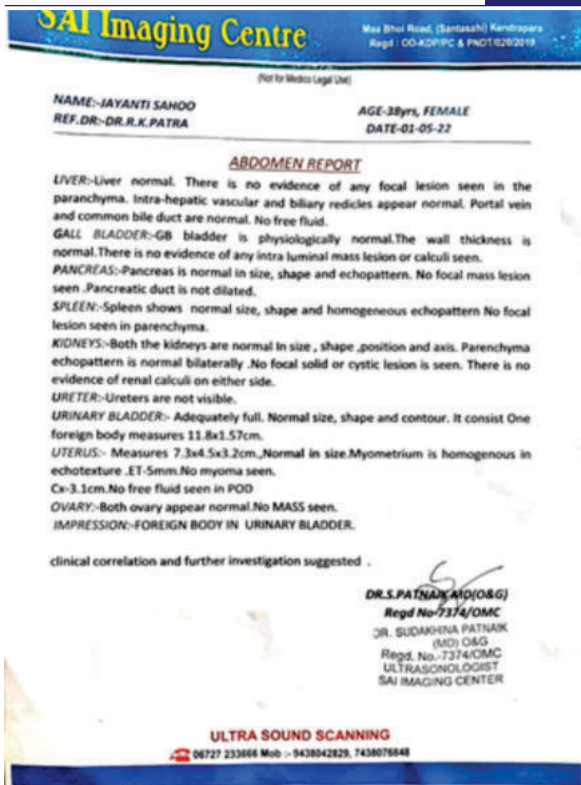 SAI Imaging Centre
Maa Bhoi Road, (Santasahi) Kendrapara
Regd : OO-KDP/PC & PNDT/020/2019
(Not for Medico Legal Use)
NAME:-JAYANTI SAHOO
AGE-38yrs, FEMALE
REF.DR:-DR.R.K.PATRA
DATE-01-05-22
ABDOMEN REPORT
LIVER:-Liver normal. There is no evidence of any focal lesion seen in the
paranchyma. Intra-hepatic vascular and biliary redicles appear normal. Portal vein
and common bile duct are normal. No free fluid.
GALL BLADDER:-GB bladder is physiologically normal.The wall thickness is
normal.There is no evidence of any intra luminal mass lesion or calculi seen.
PANCREAS:-Pancreas is normal in size, shape and echopattern. No focal mass lesion
seen .Pancreatic duct is not dilated.
SPLEEN:-Spleen shows normal size, shape and homogeneous echopattern No focal
lesion seen in parenchyma.
KIDNEYS:-Both the kidneys are normal In size , shape ,position and axis. Parenchyma
echopattern is normal bilaterally .No focal solid or cystic lesion is seen. There is no
evidence of renal calculi on either side.
URETER:-Ureters are not visible.
URINARY BLADDER:- Adequately full. Normal size, shape and contour. It consist One
foreign body measures 11.8x1.57cm.
UTERUS:- Measures 7.3x4.5x3.2cm.,Normal in size.Myometrium is homogenous in
echotexture .ET-5mm.No myoma seen.
Cx-3.1cm.No free fluid seen in POD
OVARY:-Both ovary appear normal.No MASS seen.
IMPRESSION:-FOREIGN BODY IN URINARY BLADDER.
clinical correlation and further investigation suggested .
DR.S.PATNAIK MD(O&G)
Regd No-7374/OMC
DR. SUDAKHINA PATNAIK
(MD) O&G
Regd. No.-7374/OMC
ULTRASONOLOGIST
SAI IMAGING CENTER
ULTRA SOUND SCANNING
06727 233666 Mob :- 9438042829, 7438076848